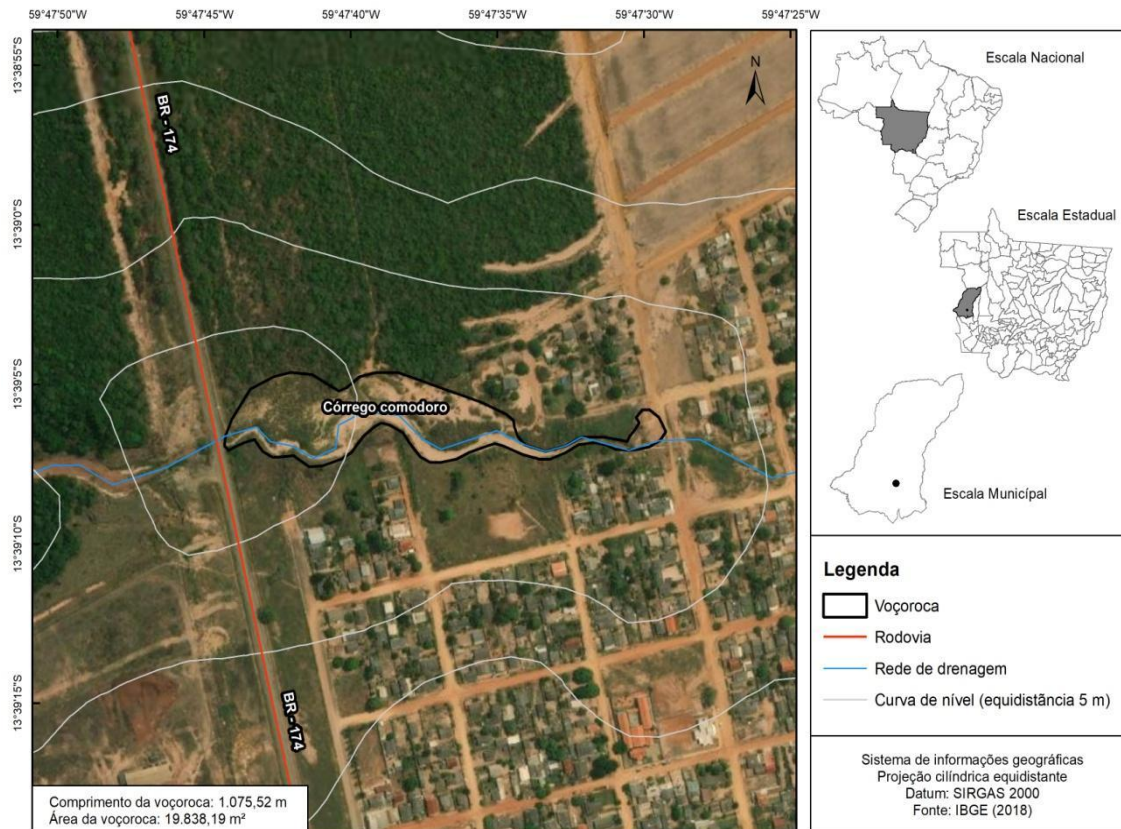 59°47'50"W
59°47'45"W
59°47'40"W
59°47'35"W
59°47'30"W
59°47'25"W
13°38'55"S
13°39'0"S
13°39'5"S
13°39'10"S
13°39'15"S
BR - 174
N
Córrego comodoro
BR - 174
Comprimento da voçoroca: 1.075,52 m
Área da voçoroca: 19.838,19 m²
Escala Nacional
Escala Estadual
Escala Municípal
Legenda
Voçoroca
Rodovia
Rede de drenagem
Curva de nível (equidistãncia 5 m)
Sistema de informações geográficas
Projeção cilíndrica equidistante
Datum: SIRGAS 2000
Fonte: IBGE (2018)